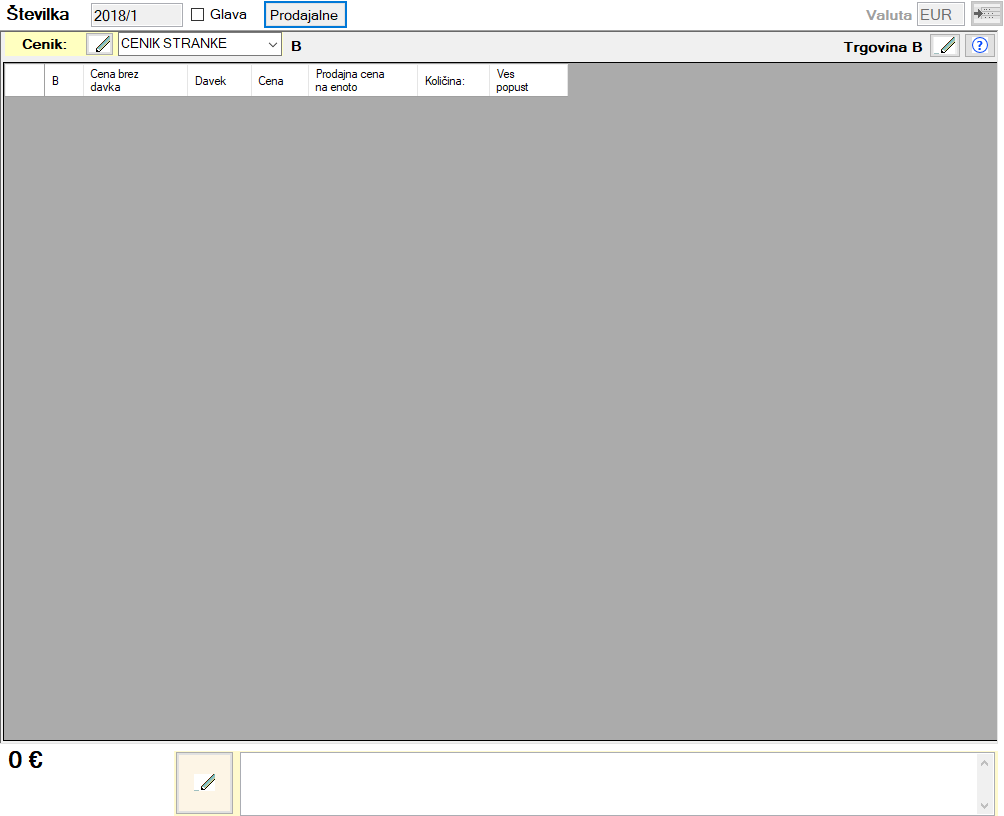 Številka 2018/1 Glava Prodajalne Valuta EUR
Cenik: CENIK STRANKE B Trgovina B ?
B Cena brez davka Davek Cena Prodajna cena na enoto Količina: Ves popust
0 €